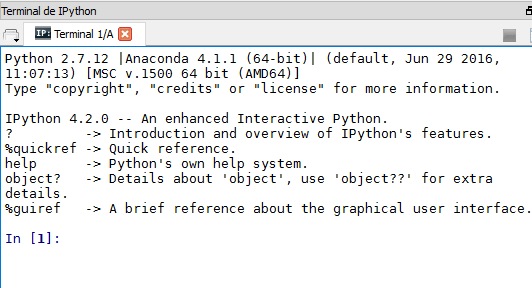 Terminal de IPython
IP: Terminal 1/A
Python 2.7.12 |Anaconda 4.1.1 (64-bit)| (default, Jun 29 2016,
11:07:13) [MSC v.1500 64 bit (AMD64)]
Type "copyright", "credits" or "license" for more information.
IPython 4.2.0 -- An enhanced Interactive Python.
?         -> Introduction and overview of IPython's features.
%quickref -> Quick reference.
help      -> Python's own help system.
object?   -> Details about 'object', use 'object??' for extra
details.
%guiref   -> A brief reference about the graphical user interface.
In [1]: